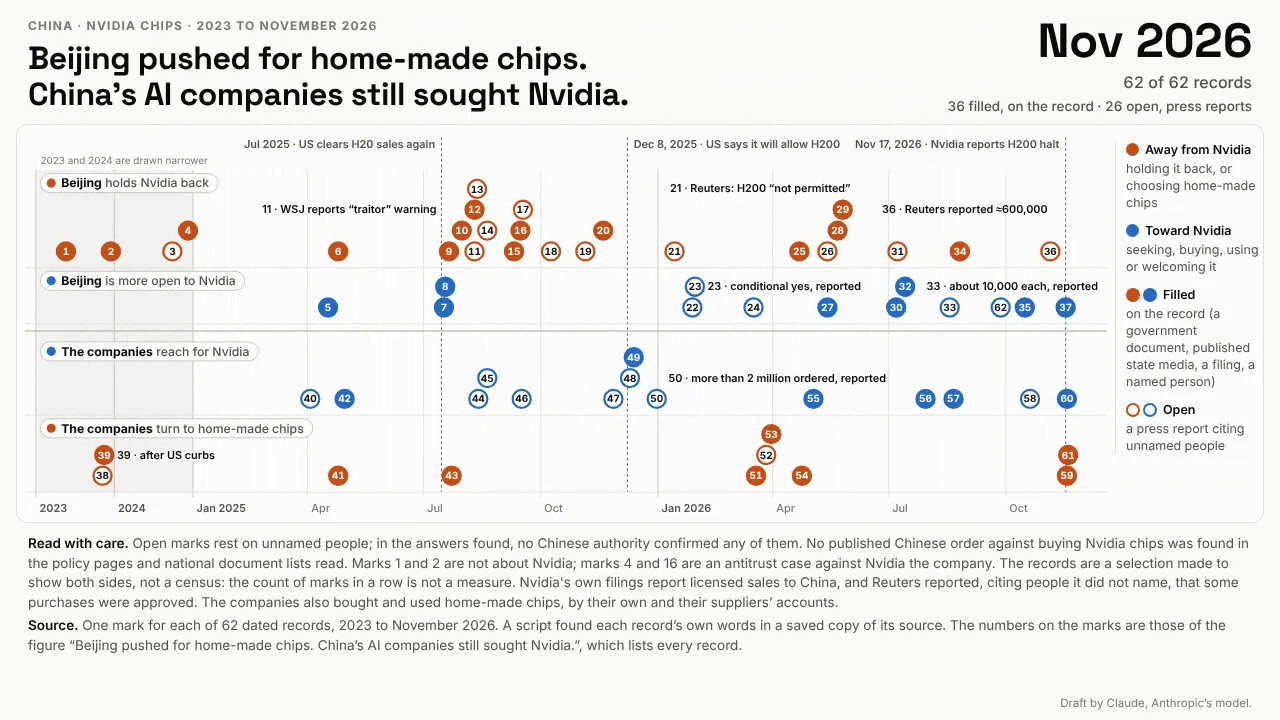 CHINA · NVIDIA CHIPS · 2023 TO NOVEMBER 2026
Beijing pushed for home-made chips.
China's AI companies still sought Nvidia.
Nov 2026
62 of 62 records
36 filled, on the record · 26 open, press reports
Jul 2025 · US clears H20 sales again
Dec 8, 2025 · US says it will allow H200
Nov 17, 2026 · Nvidia reports H200 halt
2023 and 2024 are drawn narrower
Beijing holds Nvidia back
13
21 · Reuters: H200 “not permitted”
11 · WSJ reports “traitor” warning
12
17
29
36 · Reuters reported ≈600,000
4
10
14
16
20
28
1
2
3
6
9
11
15
18
19
21
25
26
31
34
36
Beijing is more open to Nvidia
8
23
23 · conditional yes, reported
32
33 · about 10,000 each, reported
5
7
22
24
27
30
33
62
35
37
The companies reach for Nvidia
49
45
48
50 · more than 2 million ordered, reported
40
42
44
46
47
50
55
56
57
58
60
The companies turn to home-made chips
53
39
39 · after US curbs
52
61
38
41
43
51
54
59
2023
2024
Jan 2025
Apr
Jul
Oct
Jan 2026
Apr
Jul
Oct
Away from Nvidia
holding it back, or
choosing home-made
chips
Toward Nvidia
seeking, buying, using
or welcoming it
Filled
on the record (a
government
document, published
state media, a filing, a
named person)
Open
a press report citing
unnamed people
Read with care. Open marks rest on unnamed people; in the answers found, no Chinese authority confirmed any of them. No published Chinese order against buying Nvidia chips was found in
the policy pages and national document lists read. Marks 1 and 2 are not about Nvidia; marks 4 and 16 are an antitrust case against Nvidia the company. The records are a selection made to
show both sides, not a census: the count of marks in a row is not a measure. Nvidia's own filings report licensed sales to China, and Reuters reported, citing people it did not name, that some
purchases were approved. The companies also bought and used home-made chips, by their own and their suppliers’ accounts.
Source. One mark for each of 62 dated records, 2023 to November 2026. A script found each record’s own words in a saved copy of its source. The numbers on the marks are those of the
figure “Beijing pushed for home-made chips. China’s AI companies still sought Nvidia.”, which lists every record.
Draft by Claude, Anthropic’s model.